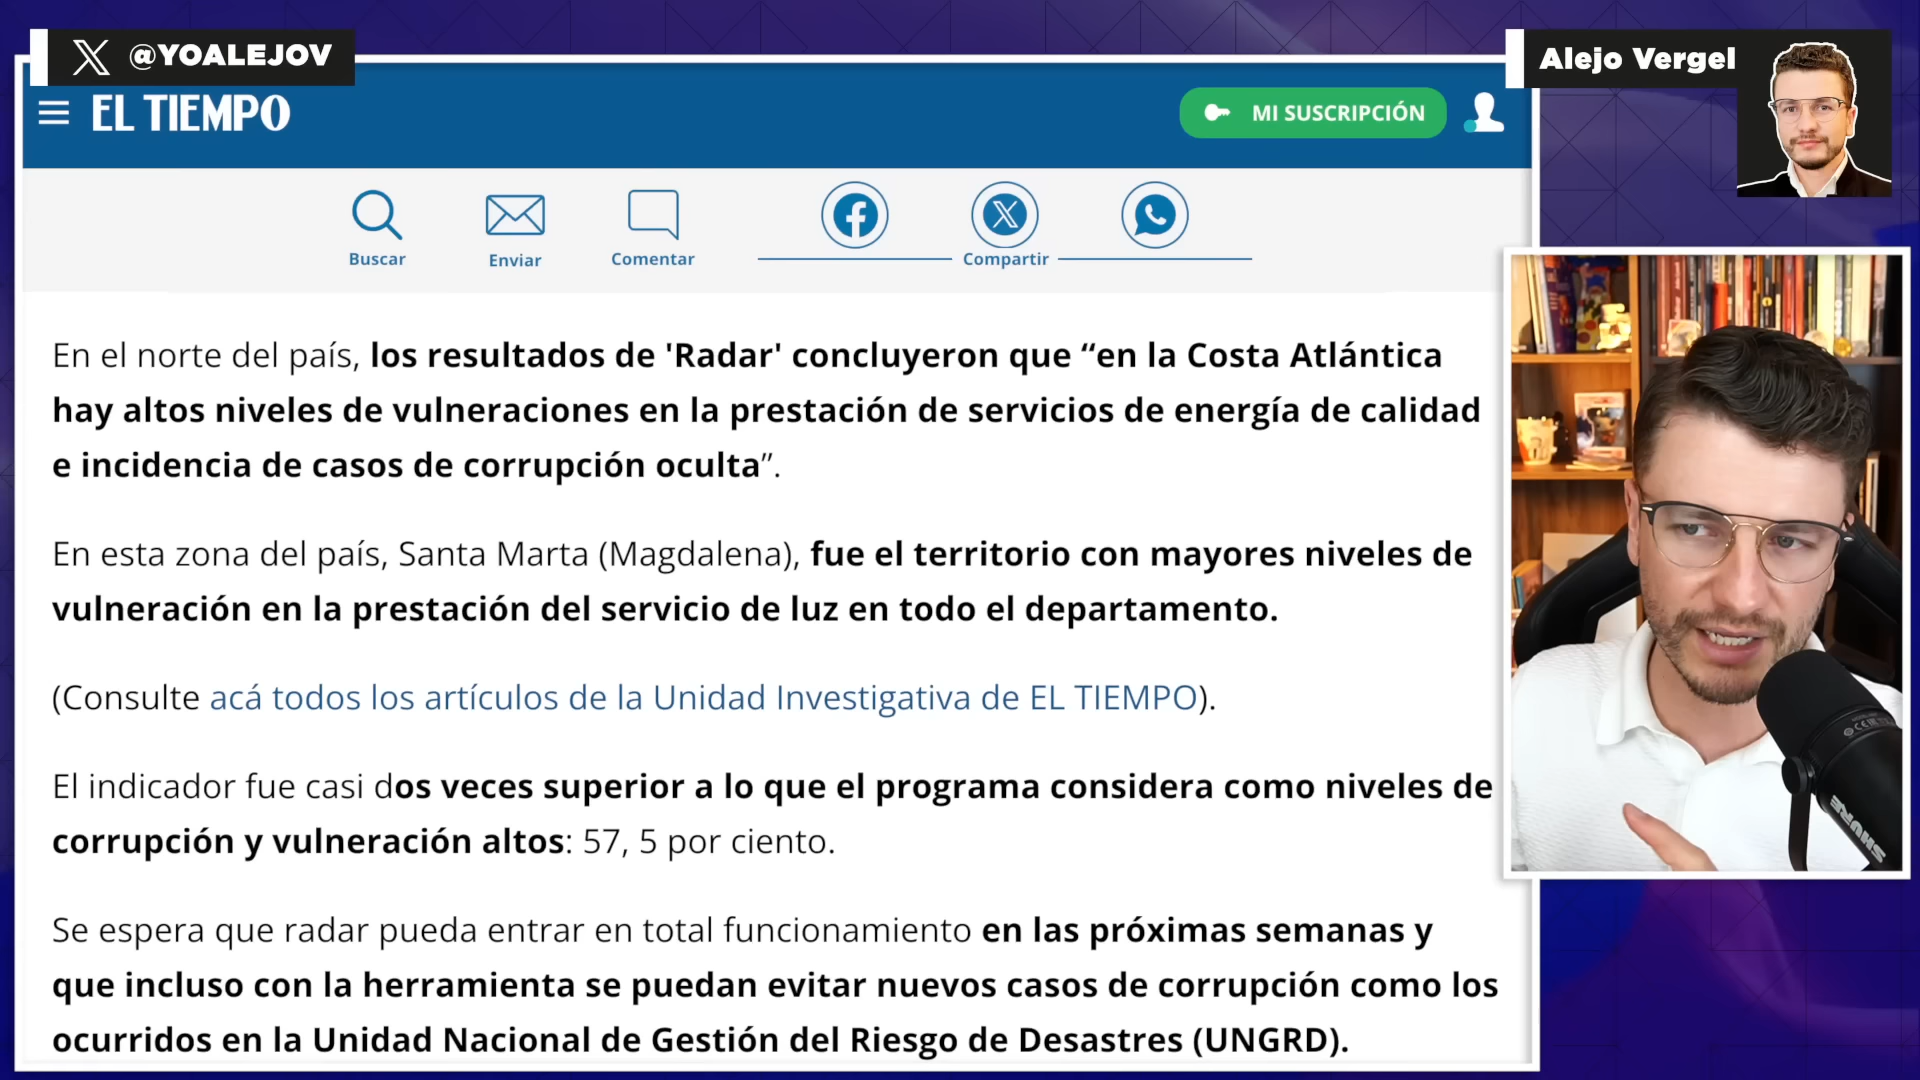 @YOALEJOV
Alejo Vergel
EL TIEMPO
MI SUSCRIPCIÓN
Buscar
Enviar
Comentar
Compartir
En el norte del país, los resultados de 'Radar' concluyeron que “en la Costa Atlántica
hay altos niveles de vulneraciones en la prestación de servicios de energía de calidad
e incidencia de casos de corrupción oculta”.
En esta zona del país, Santa Marta (Magdalena), fue el territorio con mayores niveles de
vulneración en la prestación del servicio de luz en todo el departamento.
(Consulte acá todos los artículos de la Unidad Investigativa de EL TIEMPO).
El indicador fue casi dos veces superior a lo que el programa considera como niveles de
corrupción y vulneración altos: 57, 5 por ciento.
Se espera que radar pueda entrar en total funcionamiento en las próximas semanas y
que incluso con la herramienta se puedan evitar nuevos casos de corrupción como los
ocurridos en la Unidad Nacional de Gestión del Riesgo de Desastres (UNGRD).
SHURE